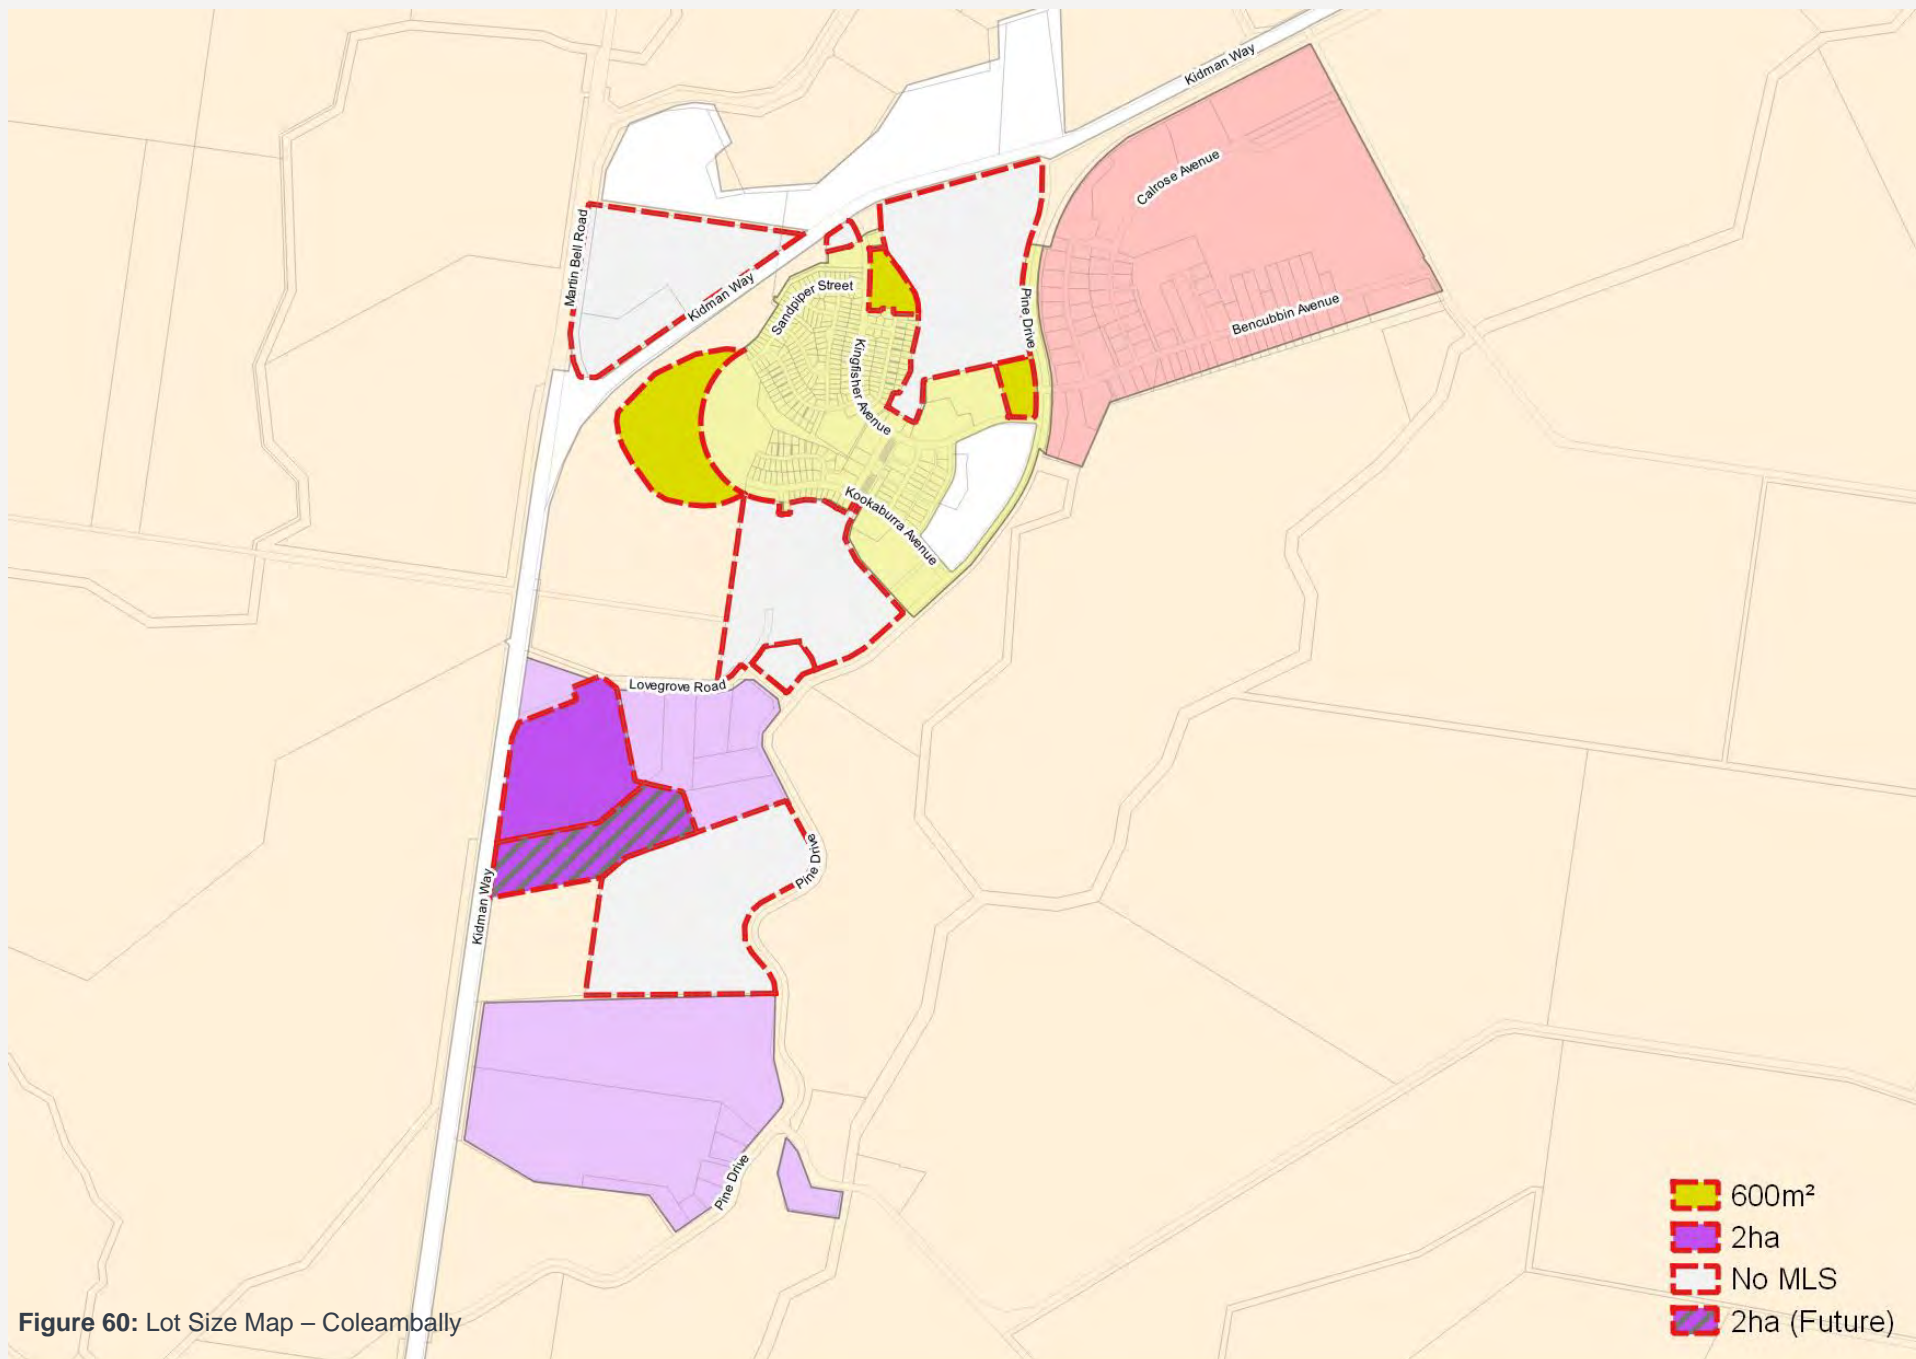 Kidman Way
Calrose Avenue
Martin Bell Road
Kidman Way
Sandpiper Street
Pine Drive
Bencubbin Avenue
Kingfisher Avenue
Kookaburra Avenue
Lovegrove Road
Pine Drive
Kidman Way
Pine Drive
600m²
2ha
No MLS
2ha (Future)
Figure 60: Lot Size Map – Coleambally